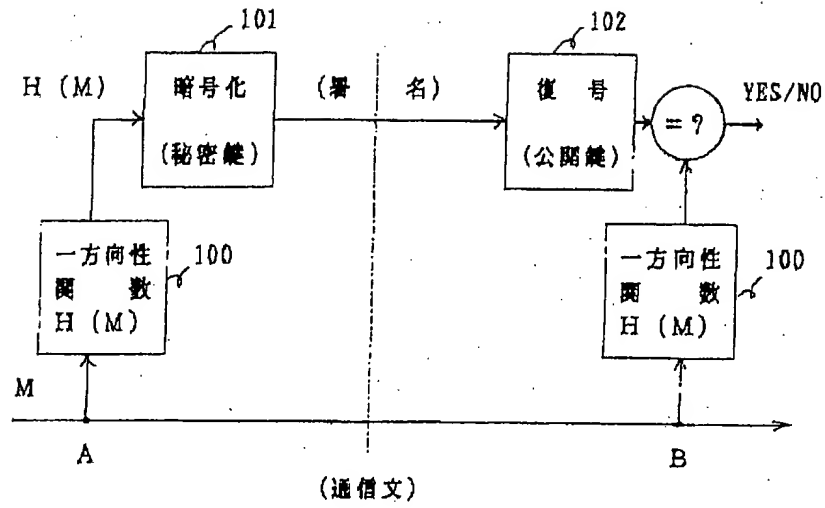 101
102
H (M)
暗号化
(秘密鍵)
(署
名)
復 号
(公開鍵)
= ?
YES/NO
一方向性
関 数
H (M)
100
一方向性
関 数
H (M)
100
M
A
B
(通信文)